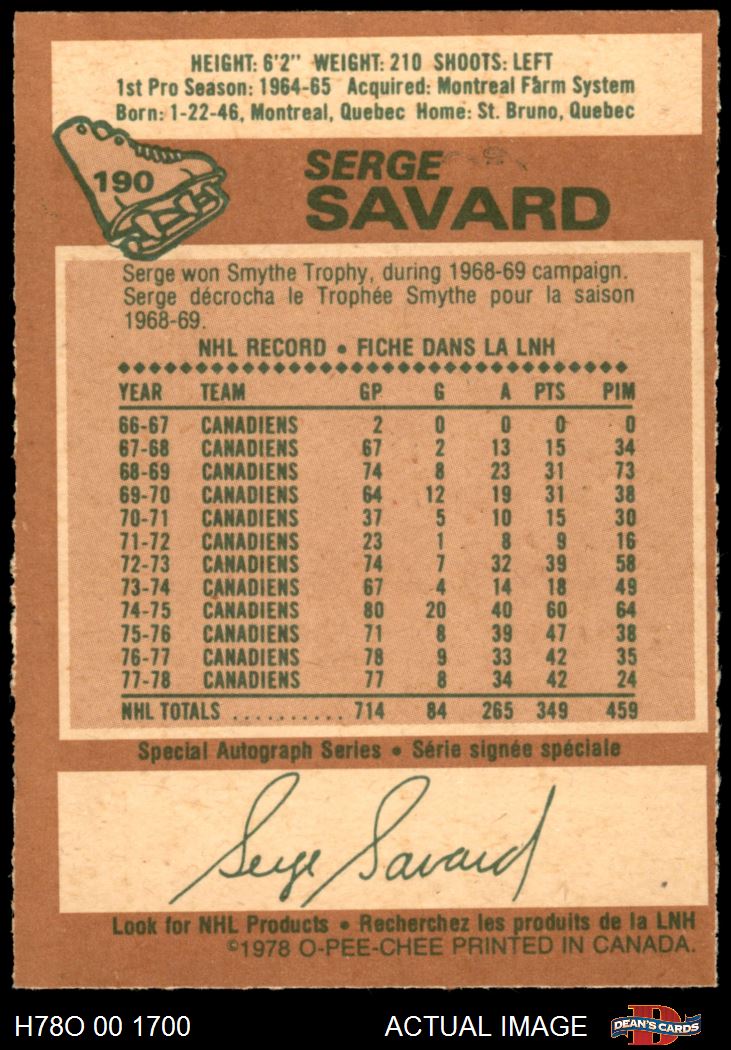 HEIGHT: 6'2" WEIGHT: 210 SHOOTS: LEFT
1st Pro Season: 1964-65 Acquired: Montreal Farm System
Born: 1-22-46, Montreal, Quebec Home: St. Bruno, Quebec
190
SERGE
SAVARD
Serge won Smythe Trophy, during 1968-69 campaign.
Serge décrocha le Trophée Smythe pour la saison
1968-69.
NHL RECORD • FICHE DANS LA LNH
YEAR TEAM GP G A PTS PIM
66-67 CANADIENS 2 0 0 0 0
67-68 CANADIENS 67 2 13 15 34
68-69 CANADIENS 74 8 23 31 73
69-70 CANADIENS 64 12 19 31 38
70-71 CANADIENS 37 5 10 15 30
71-72 CANADIENS 23 1 8 9 16
72-73 CANADIENS 74 7 32 39 58
73-74 CANADIENS 67 4 14 18 49
74-75 CANADIENS 80 20 40 60 64
75-76 CANADIENS 71 8 39 47 38
76-77 CANADIENS 78 9 33 42 35
77-78 CANADIENS 77 8 34 42 24
NHL TOTALS .......... 714 84 265 349 459
Special Autograph Series • Série signée spéciale
Serge Savard
Look for NHL Products • Recherchez les produits de la LNH
©1978 O-PEE-CHEE PRINTED IN CANADA.
H78O 00 1700 ACTUAL IMAGE DEAN'S CARDS